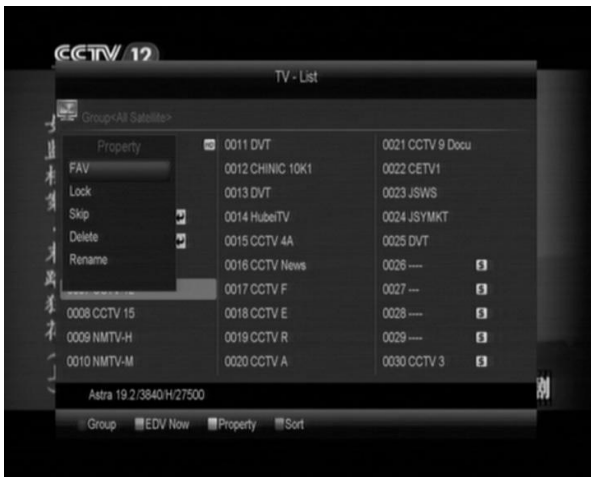 CCTV 12
TV - List
Group<All Satellite>
Property
FAV
Lock
Skip
Delete
Rename
0008 CCTV 15
0009 NMTV-H
0010 NMTV-M
HD
0011 DVT
0012 CHINIC 10K1
0013 DVT
0014 HubeiTV
0015 CCTV 4A
0016 CCTV News
0017 CCTV F
0018 CCTV E
0019 CCTV R
0020 CCTV A
0021 CCTV 9 Docu
0022 CETV1
0023 JSWS
0024 JSYMKT
0025 DVT
0026 ---- $
0027 --- $
0028 ---- $
0029 ---- $
0030 CCTV 3 $
Astra 19.2/3840/H/27500
Group EDV Now Property Sort